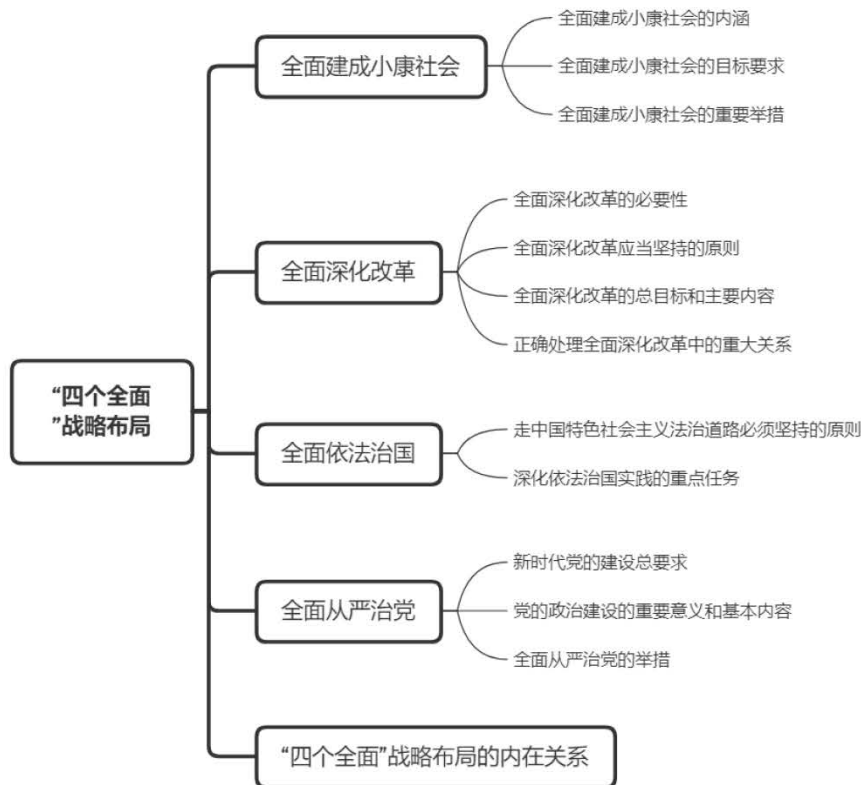 “四个全面
”战略布局
全面建成小康社会
全面建成小康社会的内涵
全面建成小康社会的目标要求
全面建成小康社会的重要举措
全面深化改革
全面深化改革的必要性
全面深化改革应当坚持的原则
全面深化改革的总目标和主要内容
正确处理全面深化改革中的重大关系
全面依法治国
走中国特色社会主义法治道路必须坚持的原则
深化依法治国实践的重点任务
全面从严治党
新时代党的建设总要求
党的政治建设的重要意义和基本内容
全面从严治党的举措
“四个全面”战略布局的内在关系